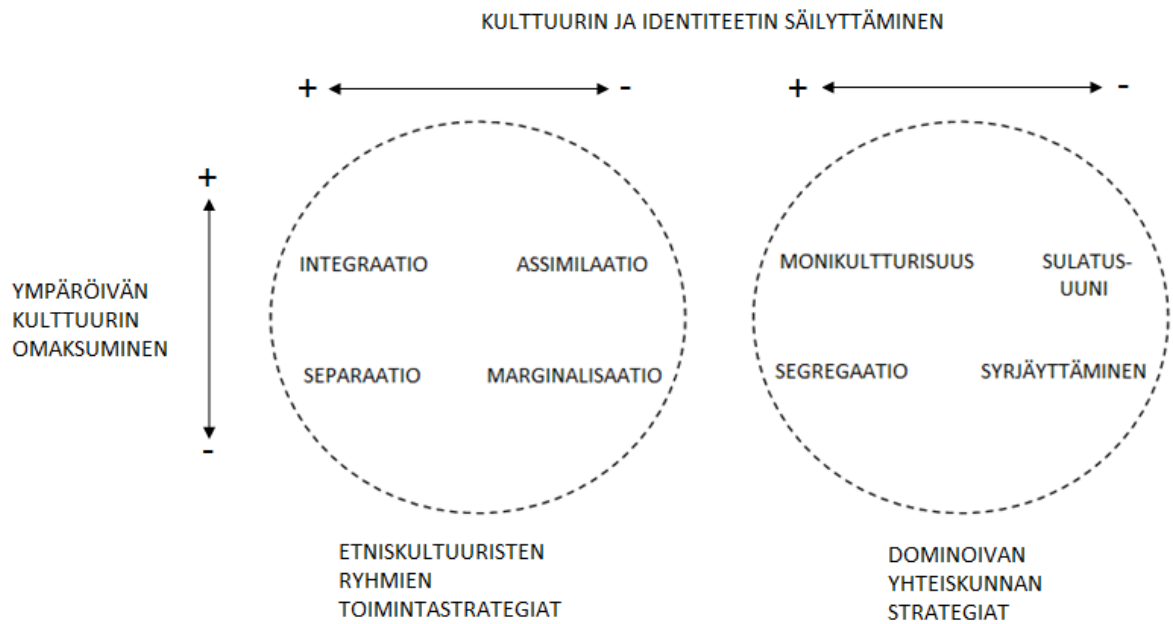 KULTTUURIN JA IDENTITEETIN SÄILYTTÄMINEN
+ -
+ -
+
INTEGRAATIO ASSIMILAATIO
MONIKULTTURISUUS SULATUS-
UUNI
YMPÄRÖIVÄN
KULTTUURIN
OMAKSUMINEN
SEPARAATIO MARGINALISAATIO
SEGREGAATIO SYRJÄYTTÄMINEN
-
ETNISKULTUURISTEN
RYHMIEN
TOIMINTASTRATEGIAT
DOMINOIVAN
YHTEISKUNNAN
STRATEGIAT